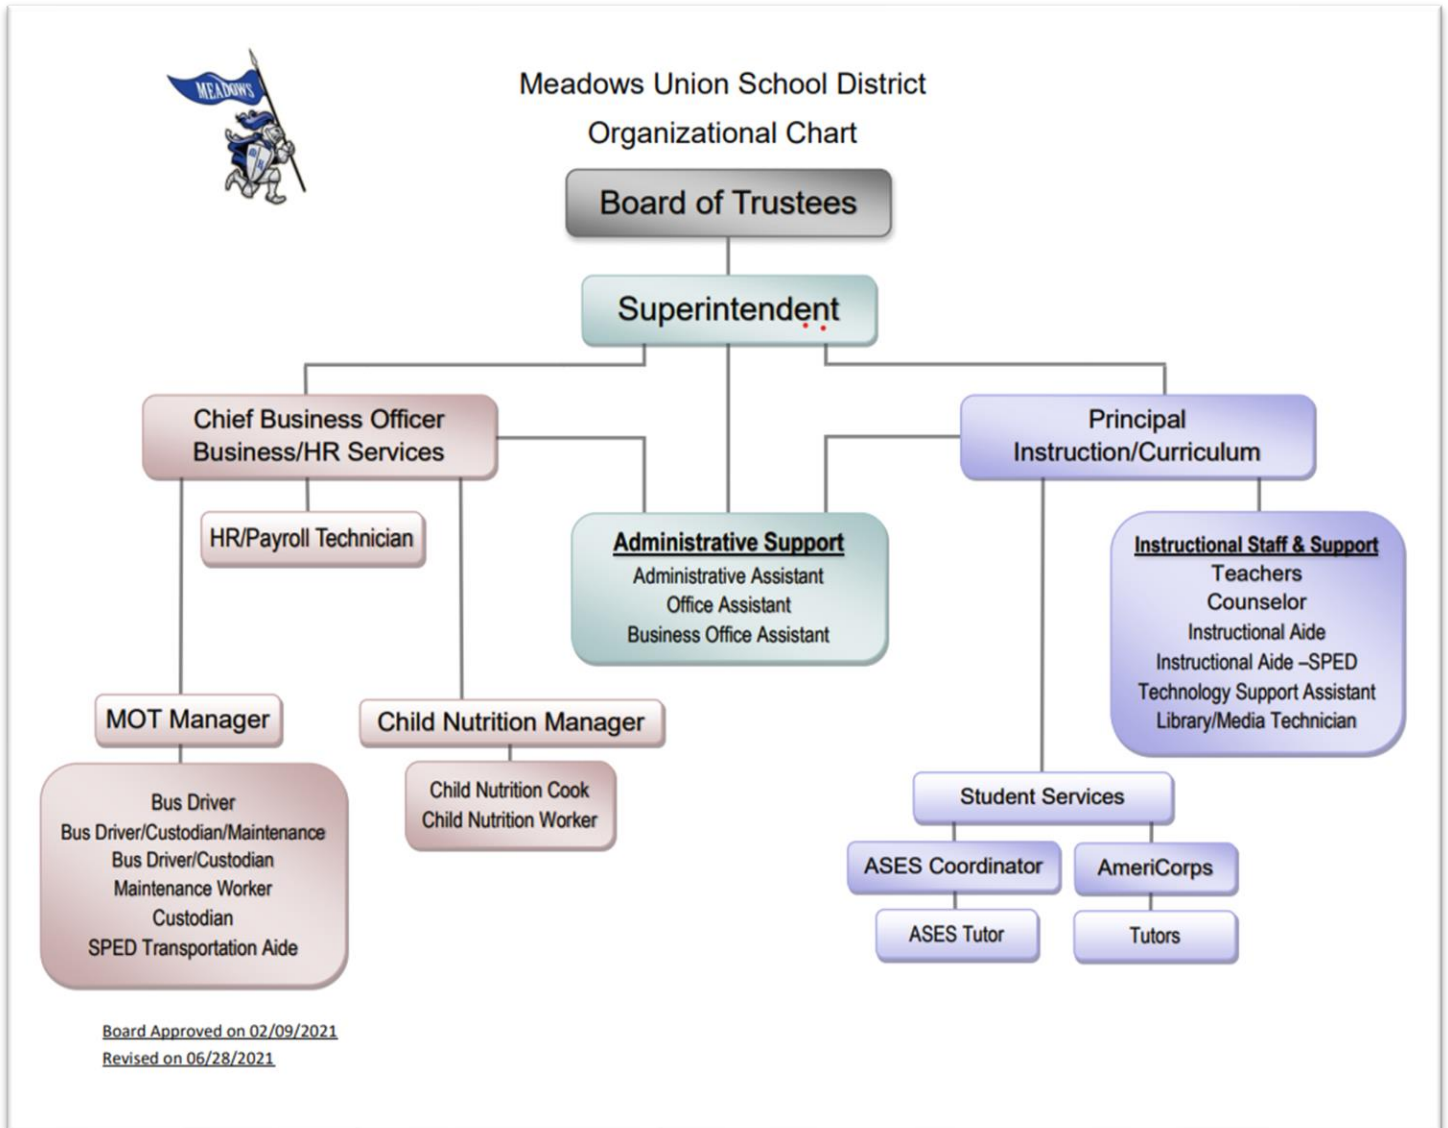 MEADOWS
Meadows Union School District
Organizational Chart
Board of Trustees
Superintendent
Chief Business Officer
Business/HR Services
Principal
Instruction/Curriculum
HR/Payroll Technician
Administrative Support
Administrative Assistant
Office Assistant
Business Office Assistant
Instructional Staff & Support
Teachers
Counselor
Instructional Aide
Instructional Aide –SPED
Technology Support Assistant
Library/Media Technician
MOT Manager
Child Nutrition Manager
Bus Driver
Bus Driver/Custodian/Maintenance
Bus Driver/Custodian
Maintenance Worker
Custodian
SPED Transportation Aide
Child Nutrition Cook
Child Nutrition Worker
Student Services
ASES Coordinator
AmeriCorps
ASES Tutor
Tutors
Board Approved on 02/09/2021
Revised on 06/28/2021